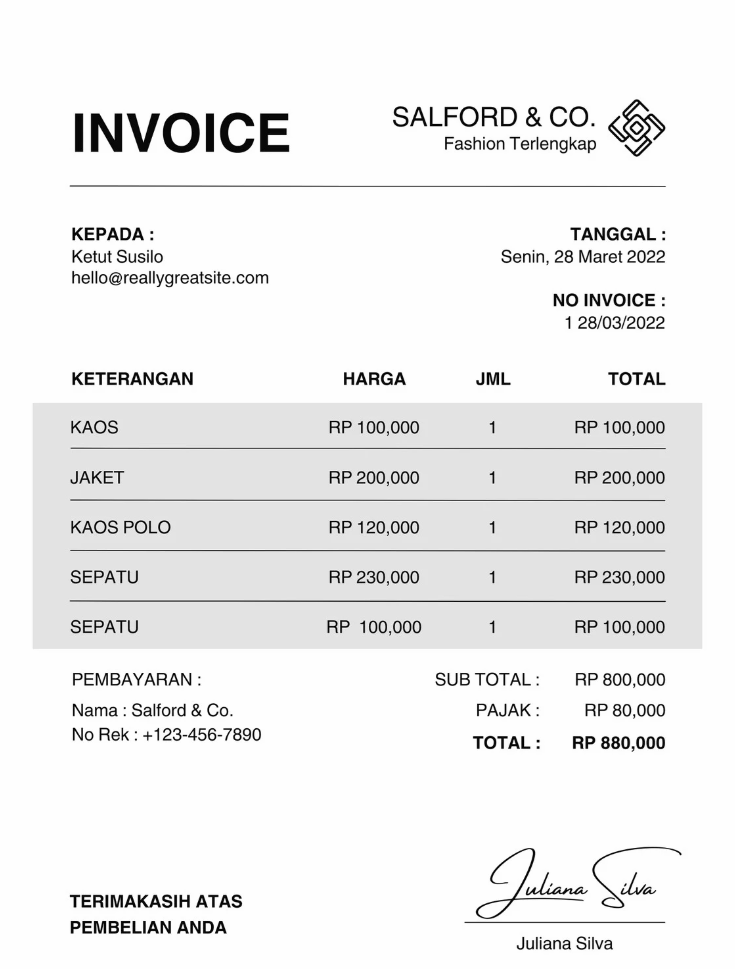 INVOICE
SALFORD & CO.
Fashion Terlengkap
KEPADA :
Ketut Susilo
hello@reallygreatsite.com
TANGGAL :
Senin, 28 Maret 2022
NO INVOICE :
1 28/03/2022
KETERANGAN HARGA JML TOTAL
KAOS RP 100,000 1 RP 100,000
JAKET RP 200,000 1 RP 200,000
KAOS POLO RP 120,000 1 RP 120,000
SEPATU RP 230,000 1 RP 230,000
SEPATU RP 100,000 1 RP 100,000
PEMBAYARAN :
Nama : Salford & Co.
No Rek : +123-456-7890
SUB TOTAL : RP 800,000
PAJAK : RP 80,000
TOTAL : RP 880,000
TERIMAKASIH ATAS
PEMBELIAN ANDA
Juliana Silva
Juliana Silva